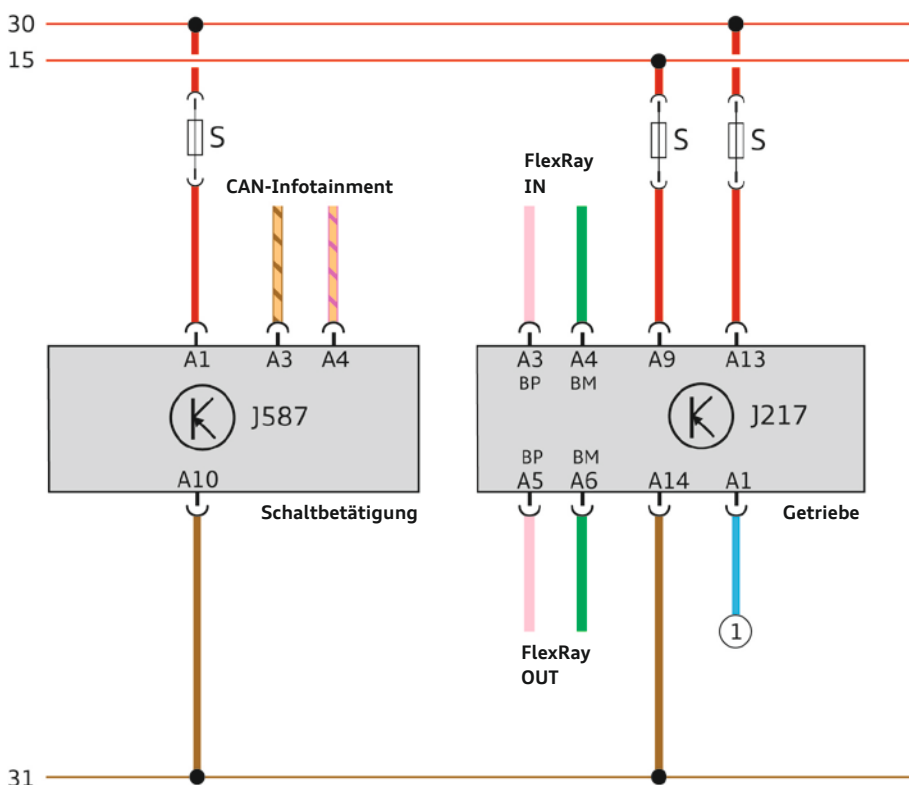 30
15
S
S
S
CAN-Infotainment
FlexRay
IN
A1 A3 A4
A3 A4 A9 A13
BP BM
J587
J217
BP BM
A10
A5 A6 A14 A1
Schaltbetätigung
Getriebe
1
FlexRay
OUT
31